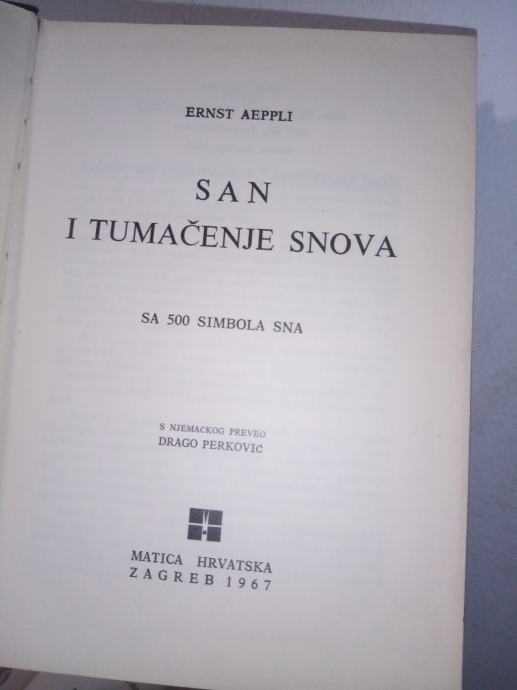 ERNST AEPPLI
SAN
I TUMAČENJE SNOVA
SA 500 SIMBOLA SNA
S NJEMAČKOG PREVEO
DRAGO PERKOVIĆ
MATICA HRVATSKA
ZAGREB 1967